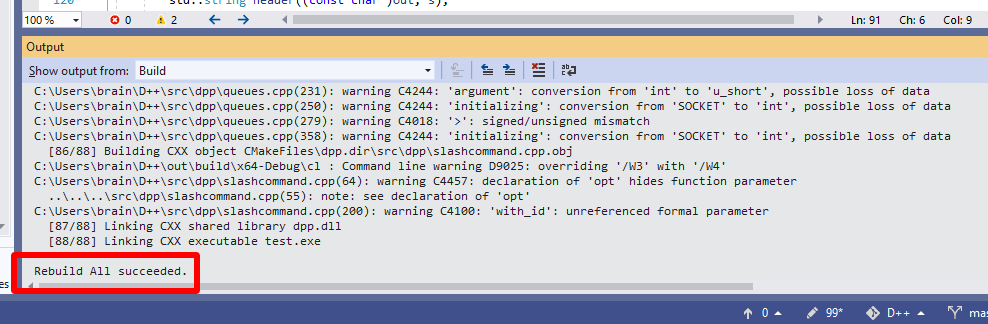 120 std::string header((const char *)out, s);
100 % 0 2 Ln: 91 Ch: 6 Col: 9
Output
Show output from: Build
C:\Users\brain\D++\src\dpp\queues.cpp(231): warning C4244: 'argument': conversion from 'int' to 'u_short', possible loss of data
C:\Users\brain\D++\src\dpp\queues.cpp(250): warning C4244: 'initializing': conversion from 'SOCKET' to 'int', possible loss of data
C:\Users\brain\D++\src\dpp\queues.cpp(279): warning C4018: '>': signed/unsigned mismatch
C:\Users\brain\D++\src\dpp\queues.cpp(358): warning C4244: 'initializing': conversion from 'SOCKET' to 'int', possible loss of data
[86/88] Building CXX object CMakeFiles\dpp.dir\src\dpp\slashcommand.cpp.obj
C:\Users\brain\D++\out\build\x64-Debug\cl : Command line warning D9025: overriding '/W3' with '/W4'
C:\Users\brain\D++\src\dpp\slashcommand.cpp(64): warning C4457: declaration of 'opt' hides function parameter
..\..\..\src\dpp\slashcommand.cpp(55): note: see declaration of 'opt'
C:\Users\brain\D++\src\dpp\slashcommand.cpp(200): warning C4100: 'with_id': unreferenced formal parameter
[87/88] Linking CXX shared library dpp.dll
[88/88] Linking CXX executable test.exe
Rebuild All succeeded.
es
0 99* D++ mas